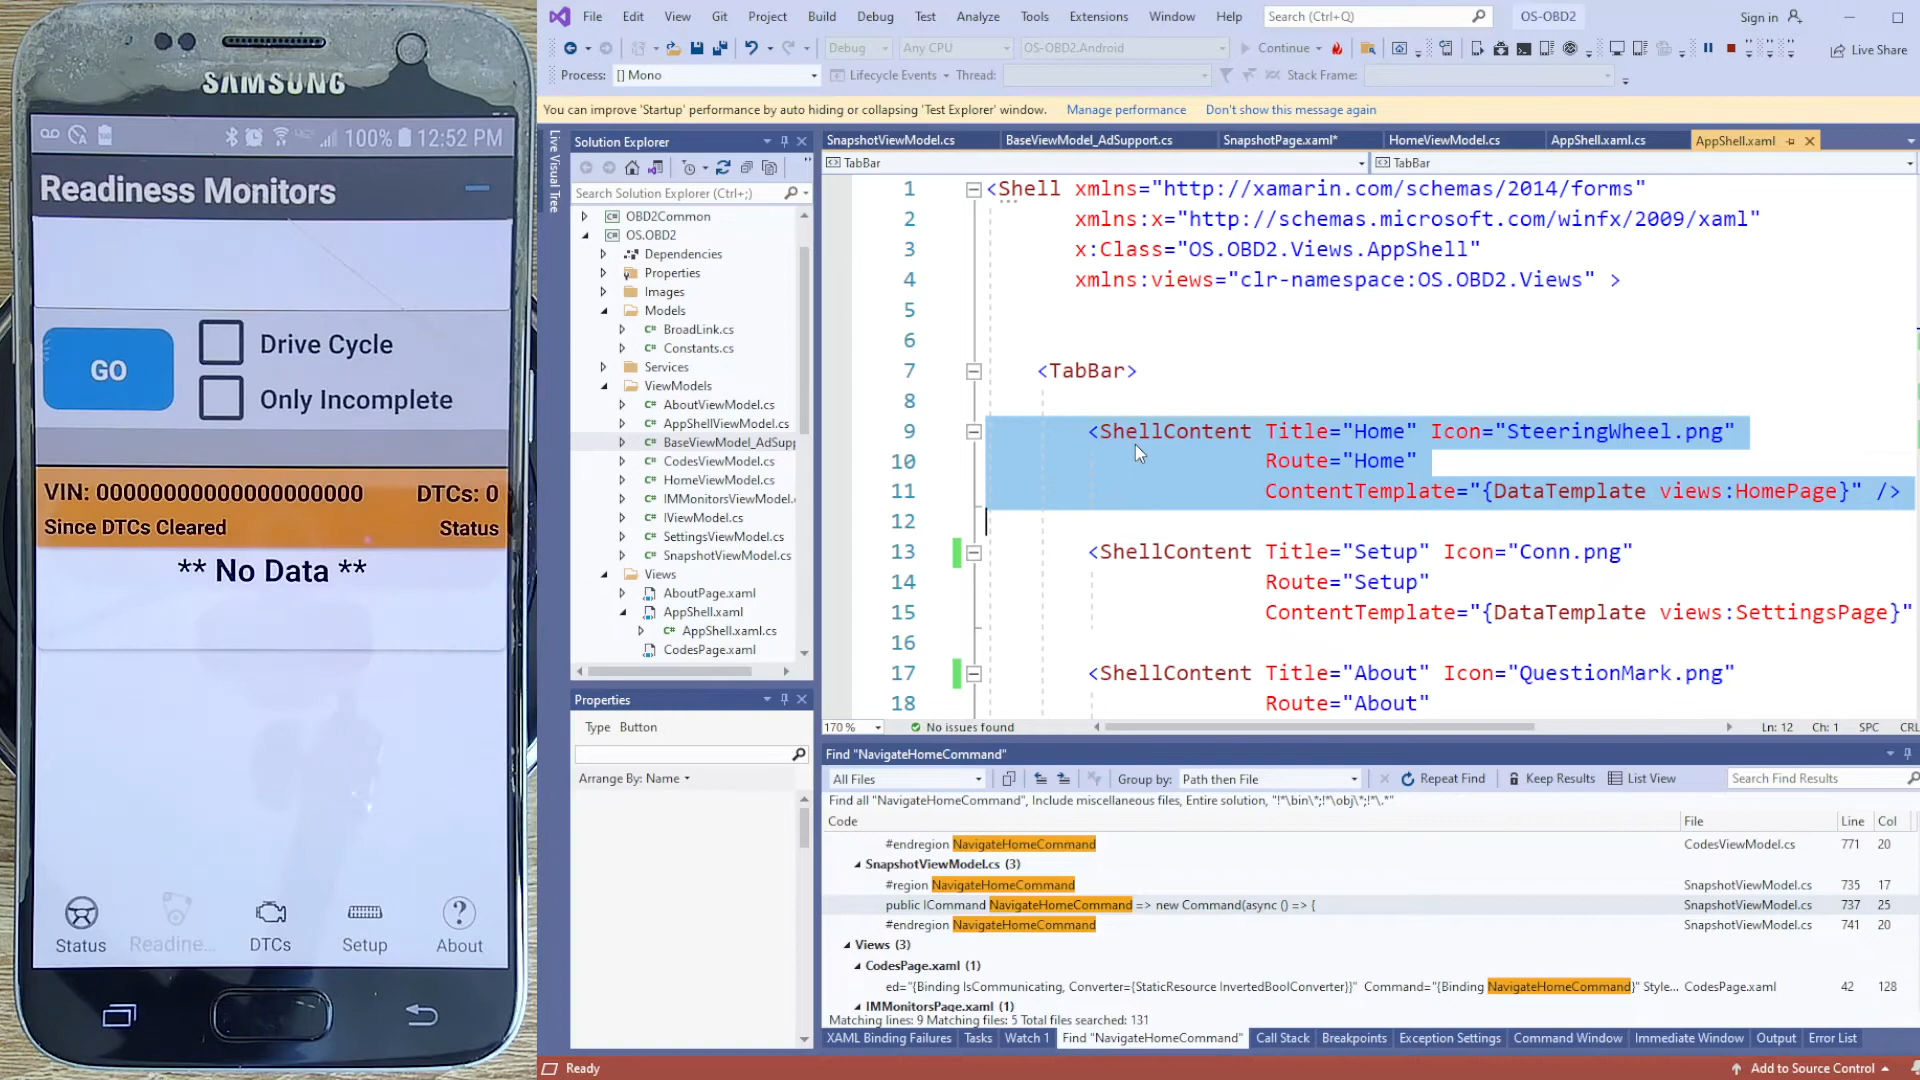 SAMSUNG
100% 12:52 PM
Readiness Monitors
GO
Drive Cycle
Only Incomplete
VIN: 00000000000000000000 DTCs: 0
Since DTCs Cleared Status
** No Data **
Status Readine... DTCs Setup About
File Edit View Git Project Build Debug Test Analyze Tools Extensions Window Help Search (Ctrl+Q) OS-OBD2 Sign in
Debug Any CPU OS-OBD2.Android Continue Live Share
Process: [] Mono Lifecycle Events Thread: Stack Frame:
You can improve 'Startup' performance by auto hiding or collapsing 'Test Explorer' window. Manage performance Don't show this message again
Live Visual Tree
Solution Explorer
Search Solution Explorer (Ctrl+;)
OBD2Common
OS.OBD2
Dependencies
Properties
Images
Models
BroadLink.cs
Constants.cs
Services
ViewModels
AboutViewModel.cs
AppShellViewModel.cs
BaseViewModel_AdSupp
CodesViewModel.cs
HomeViewModel.cs
IMMonitorsViewModel.
IViewModel.cs
SettingsViewModel.cs
SnapshotViewModel.cs
Views
AboutPage.xaml
AppShell.xaml
AppShell.xaml.cs
CodesPage.xaml
Properties
Type Button
Arrange By: Name
SnapshotViewModel.cs BaseViewModel_AdSupport.cs SnapshotPage.xaml* HomeViewModel.cs AppShell.xaml.cs AppShell.xaml
TabBar TabBar
1 <Shell xmlns="http://xamarin.com/schemas/2014/forms"
2 xmlns:x="http://schemas.microsoft.com/winfx/2009/xaml"
3 x:Class="OS.OBD2.Views.AppShell"
4 xmlns:views="clr-namespace:OS.OBD2.Views" >
5
6
7 <TabBar>
8
9 <ShellContent Title="Home" Icon="SteeringWheel.png"
10 Route="Home"
11 ContentTemplate="{DataTemplate views:HomePage}" />
12
13 <ShellContent Title="Setup" Icon="Conn.png"
14 Route="Setup"
15 ContentTemplate="{DataTemplate views:SettingsPage}"
16
17 <ShellContent Title="About" Icon="QuestionMark.png"
18 Route="About"
170 % No issues found Ln: 12 Ch: 1 SPC CRL
Find "NavigateHomeCommand"
All Files Group by: Path then File Repeat Find Keep Results List View Search Find Results
Find all "NavigateHomeCommand", Include miscellaneous files, Entire solution, "!*\bin\*;!*\obj\*;!*\.*"
Code File Line Col
#endregion NavigateHomeCommand CodesViewModel.cs 771 20
SnapshotViewModel.cs (3)
#region NavigateHomeCommand SnapshotViewModel.cs 735 17
public ICommand NavigateHomeCommand => new Command(async () => { SnapshotViewModel.cs 737 25
#endregion NavigateHomeCommand SnapshotViewModel.cs 741 20
Views (3)
CodesPage.xaml (1)
ed="{Binding IsCommunicating, Converter={StaticResource InvertedBoolConverter}}" Command="{Binding NavigateHomeCommand}" Style... CodesPage.xaml 42 128
IMMonitorsPage.xaml (1)
Matching lines: 9 Matching files: 5 Total files searched: 131
XAML Binding Failures Tasks Watch 1 Find "NavigateHomeCommand" Call Stack Breakpoints Exception Settings Command Window Immediate Window Output Error List
Ready Add to Source Control